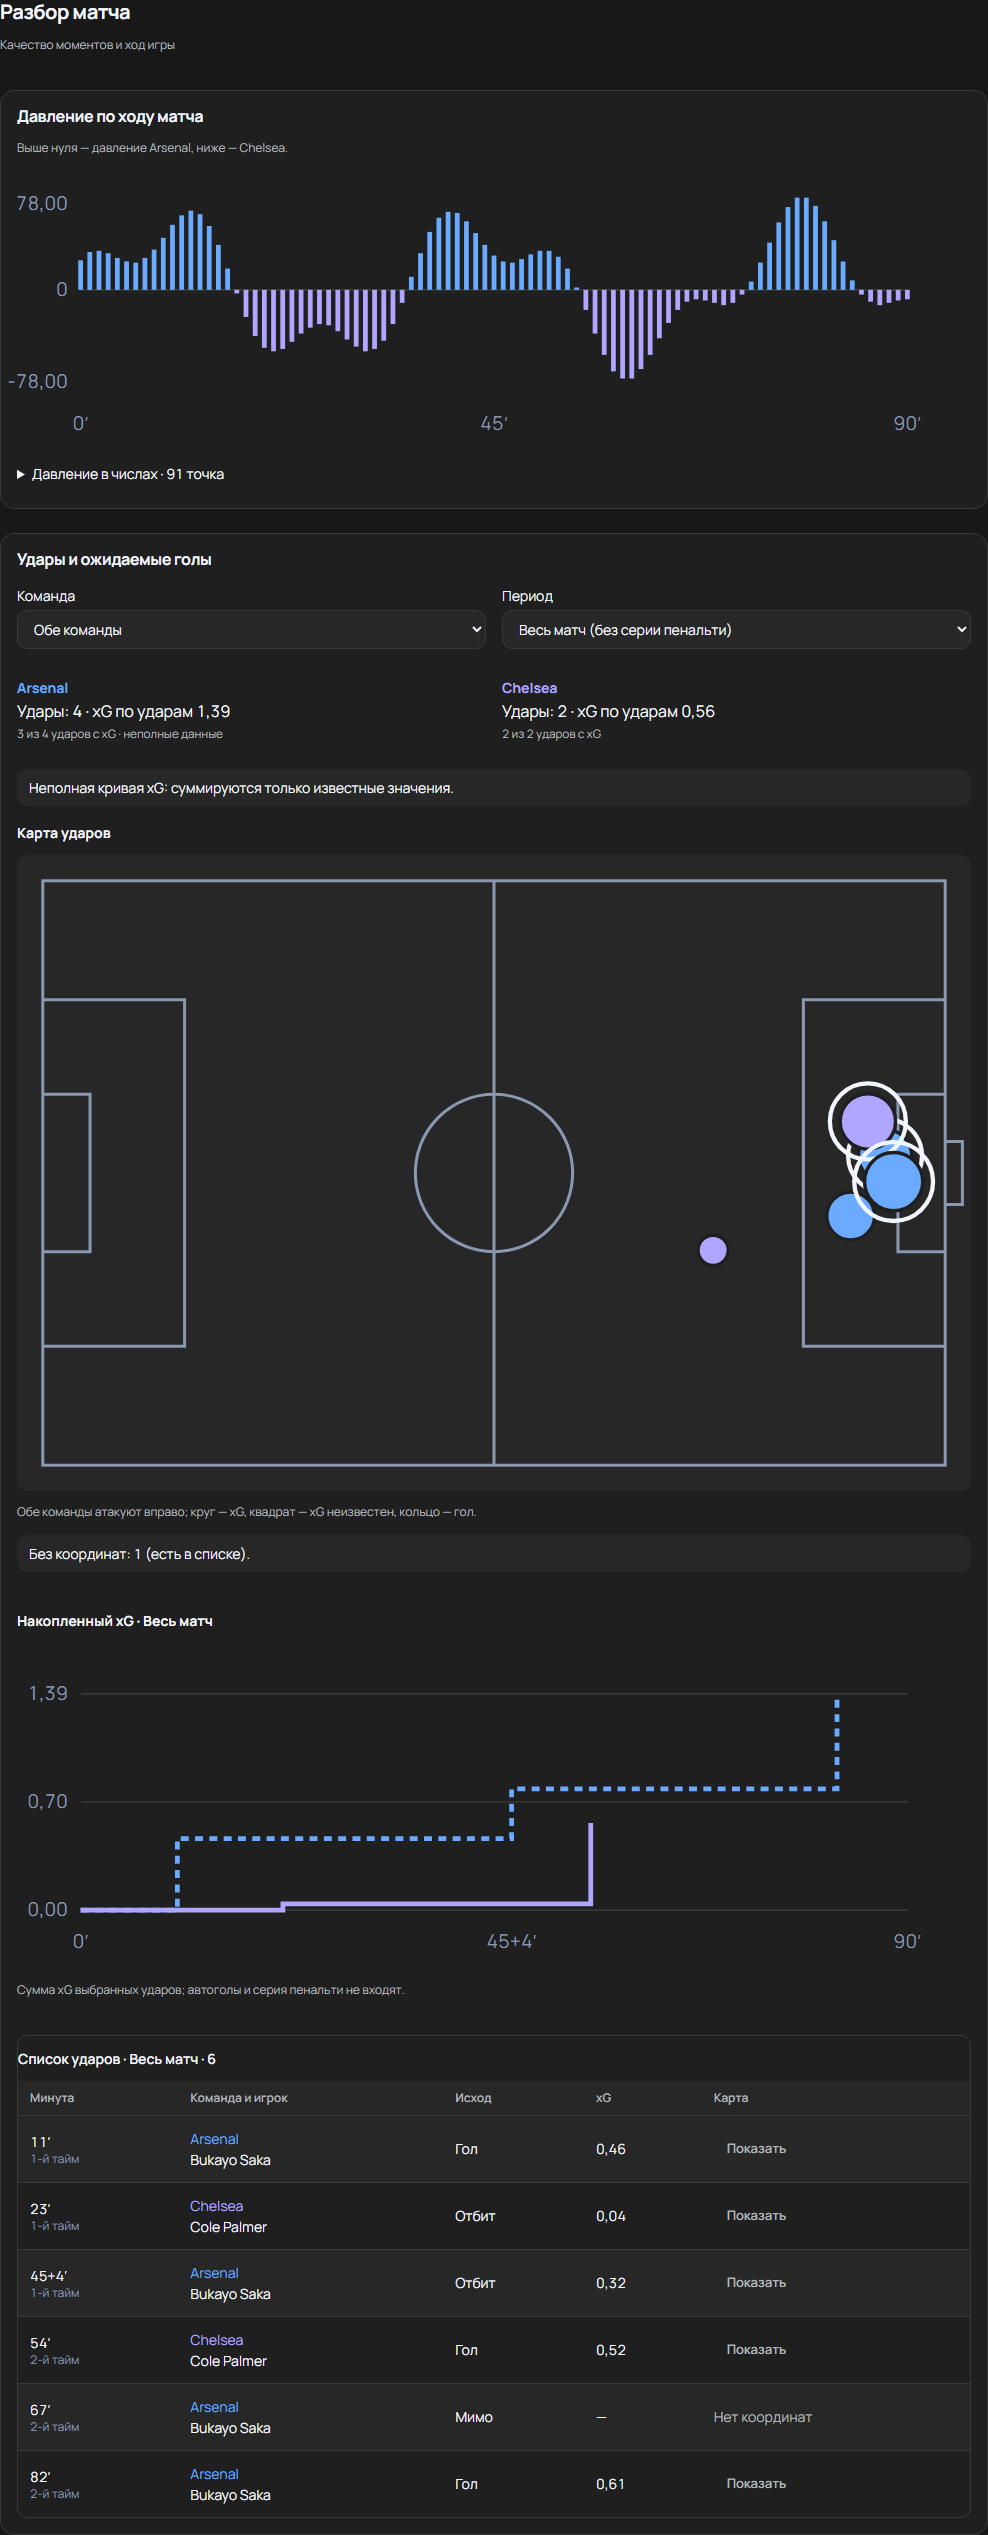 Разбор матча
Качество моментов и ход игры
Давление по ходу матча
Выше нуля — давление Arsenal, ниже — Chelsea.
78,00
0
-78,00
0′ 45′ 90′
Давление в числах · 91 точка
Удары и ожидаемые голы
Команда Период
Обе команды Весь матч (без серии пенальти)
Arsenal Chelsea
Удары: 4 · xG по ударам 1,39 Удары: 2 · xG по ударам 0,56
3 из 4 ударов с xG · неполные данные 2 из 2 ударов с xG
Неполная кривая xG: суммируются только известные значения.
Карта ударов
Обе команды атакуют вправо; круг — xG, квадрат — xG неизвестен, кольцо — гол.
Без координат: 1 (есть в списке).
Накопленный xG · Весь матч
1,39
0,70
0,00
0′ 45+4′ 90′
Сумма xG выбранных ударов; автоголы и серия пенальти не входят.
Список ударов · Весь матч · 6
Минута Команда и игрок Исход xG Карта
11′ 1-й тайм Arsenal Bukayo Saka Гол 0,46 Показать
23′ 1-й тайм Chelsea Cole Palmer Отбит 0,04 Показать
45+4′ 1-й тайм Arsenal Bukayo Saka Отбит 0,32 Показать
54′ 2-й тайм Chelsea Cole Palmer Гол 0,52 Показать
67′ 2-й тайм Arsenal Bukayo Saka Мимо — Нет координат
82′ 2-й тайм Arsenal Bukayo Saka Гол 0,61 Показать